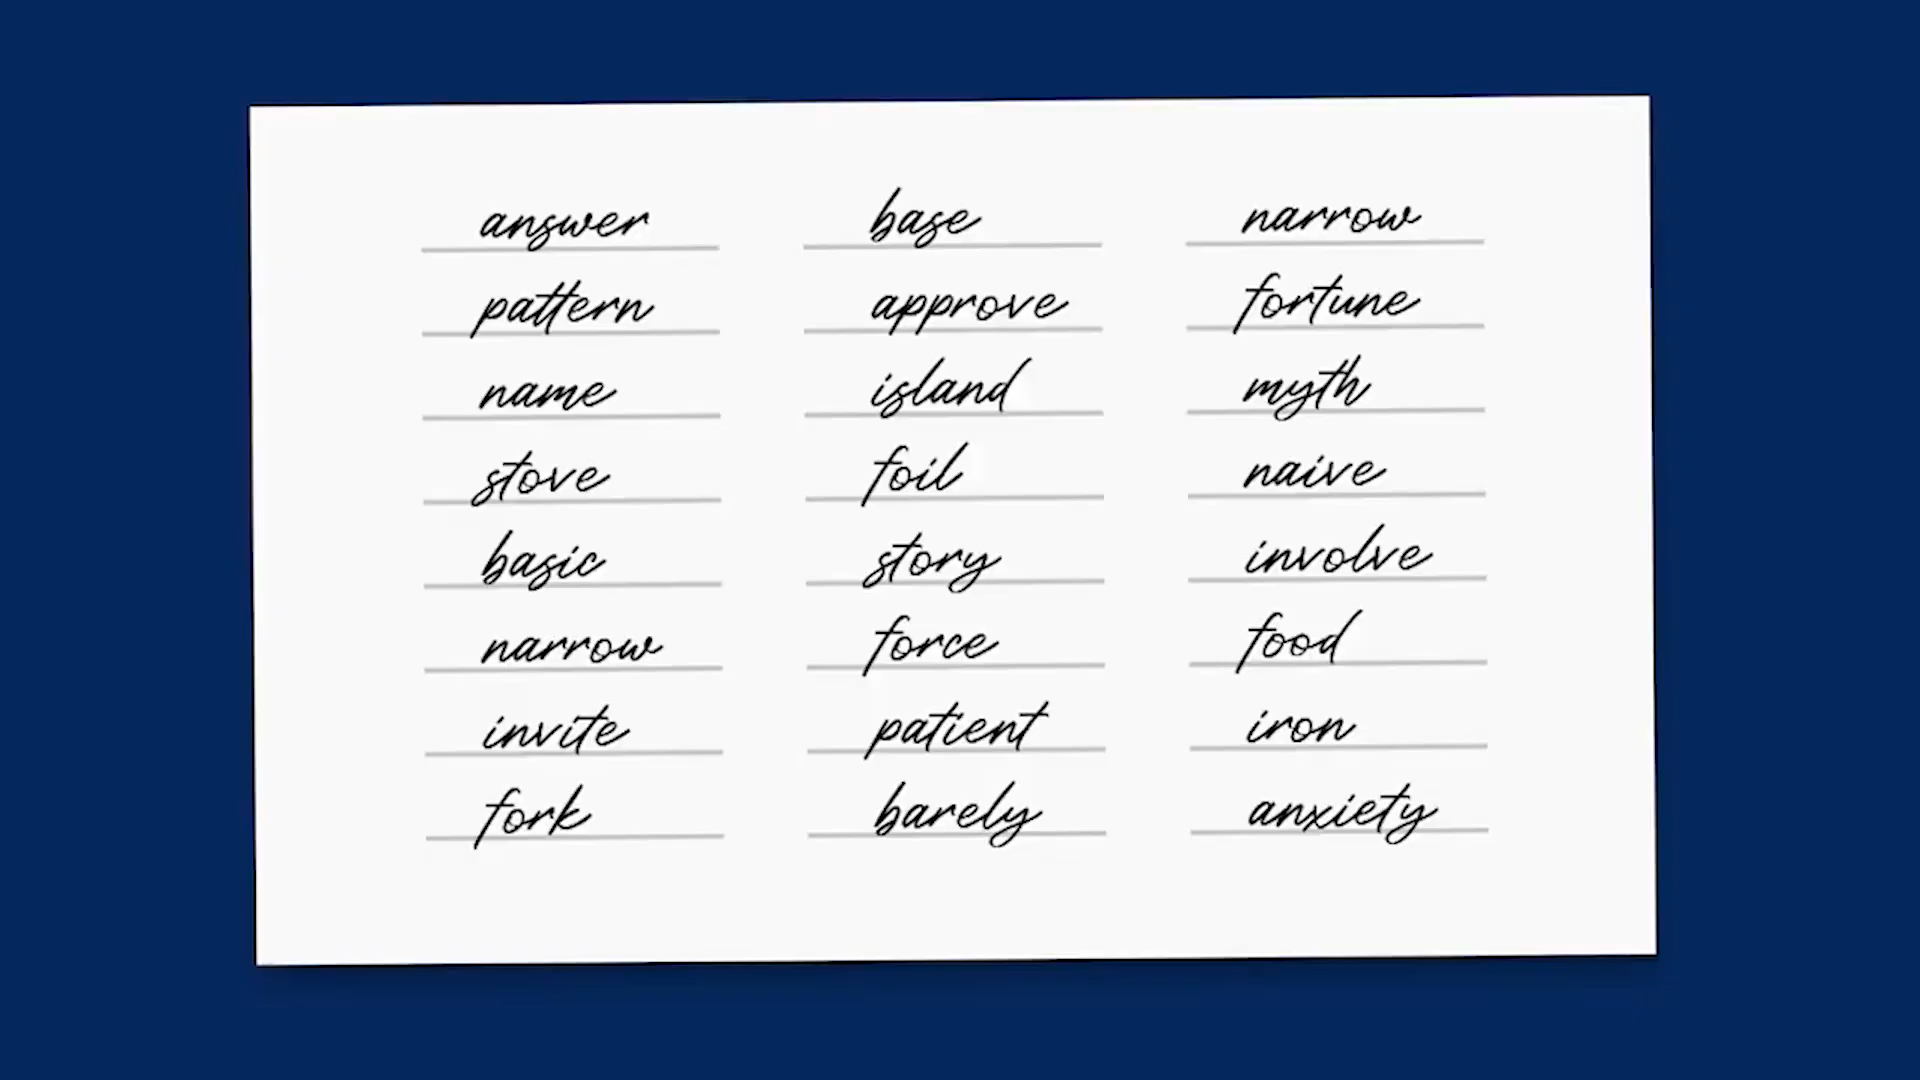 answer base narrow
pattern approve fortune
name island myth
stove foil naive
basic story involve
narrow force food
invite patient iron
fork barely anxiety